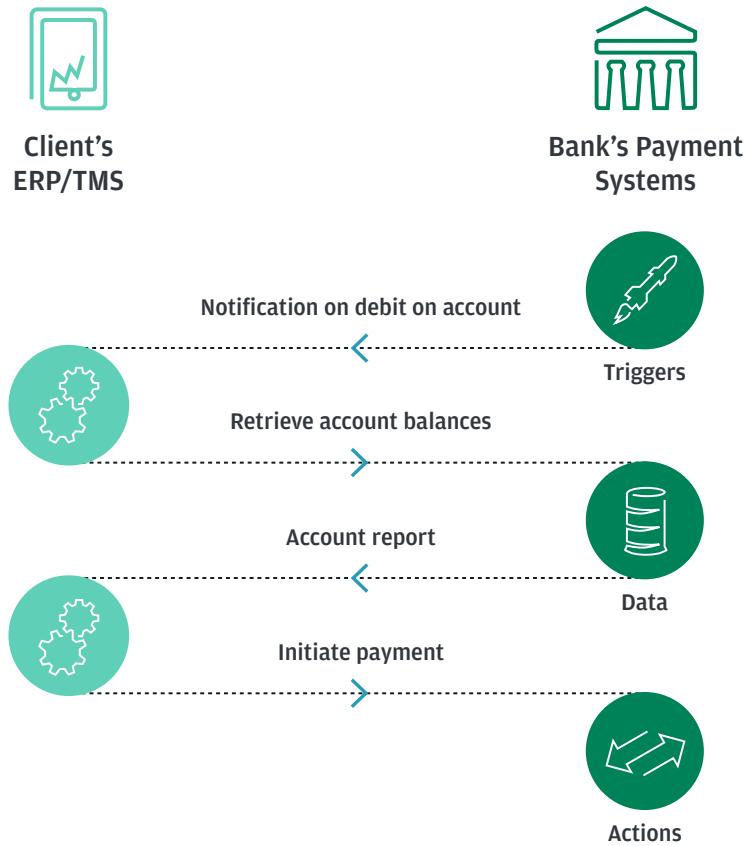 Client’s
ERP/TMS
Bank’s Payment
Systems
Notification on debit on account
Triggers
Retrieve account balances
Account report
Data
Initiate payment
Actions